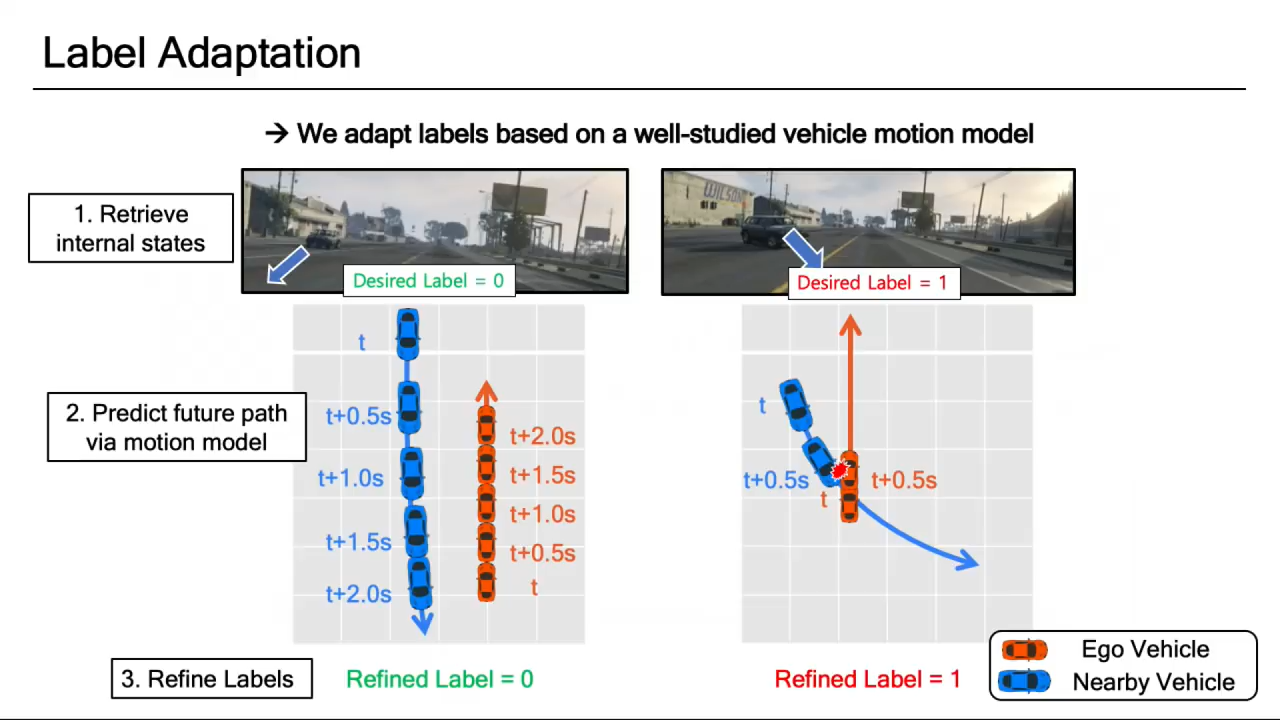 Label Adaptation
→ We adapt labels based on a well-studied vehicle motion model
1. Retrieve
internal states
WILSON
Desired Label = 0
Desired Label = 1
2. Predict future path
via motion model
t
t+0.5s
t+1.0s
t+1.5s
t+2.0s
t+2.0s
t+1.5s
t+1.0s
t+0.5s
t
t
t+0.5s
t
t+0.5s
3. Refine Labels
Refined Label = 0
Refined Label = 1
Ego Vehicle
Nearby Vehicle